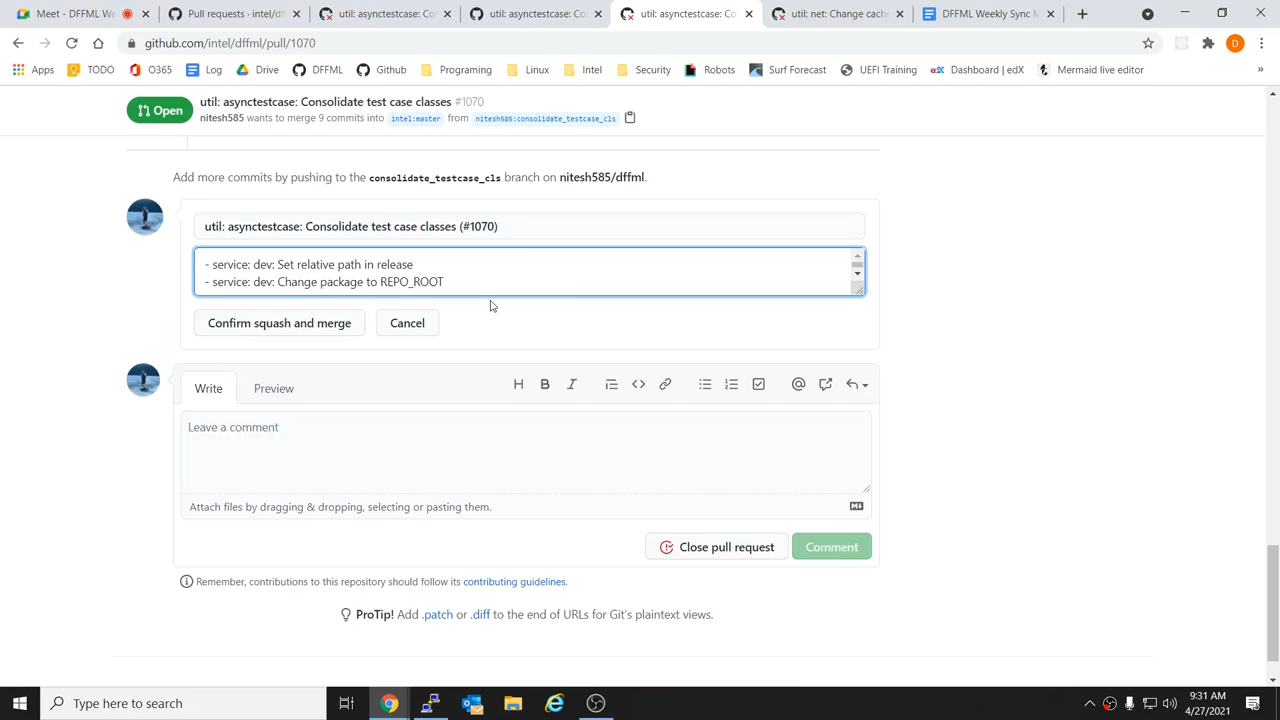 Meet - DFFML We
Pull requests · intel/df
util: asynctestcase: Co
util: asynctestcase: Co
util: asynctestcase: Co
util: net: Change cache
DFFML Weekly Sync M
github.com/intel/dffml/pull/1070
D
Apps
TODO
O365
Log
Drive
DFFML
Github
Programing
Linux
Intel
Security
Robots
Surf Forecast
UEFI Training
Dashboard | edX
Mermaid live editor
»
Open
util: asynctestcase: Consolidate test case classes #1070
nitesh585 wants to merge 9 commits into intel:master from nitesh585:consolidate_testcase_cls
Add more commits by pushing to the consolidate_testcase_cls branch on nitesh585/dffml.
util: asynctestcase: Consolidate test case classes (#1070)
- service: dev: Set relative path in release
- service: dev: Change package to REPO_ROOT
Confirm squash and merge
Cancel
Write
Preview
Leave a comment
Attach files by dragging & dropping, selecting or pasting them.
Close pull request
Comment
Remember, contributions to this repository should follow its contributing guidelines.
ProTip! Add .patch or .diff to the end of URLs for Git's plaintext views.
Type here to search
9:31 AM
4/27/2021